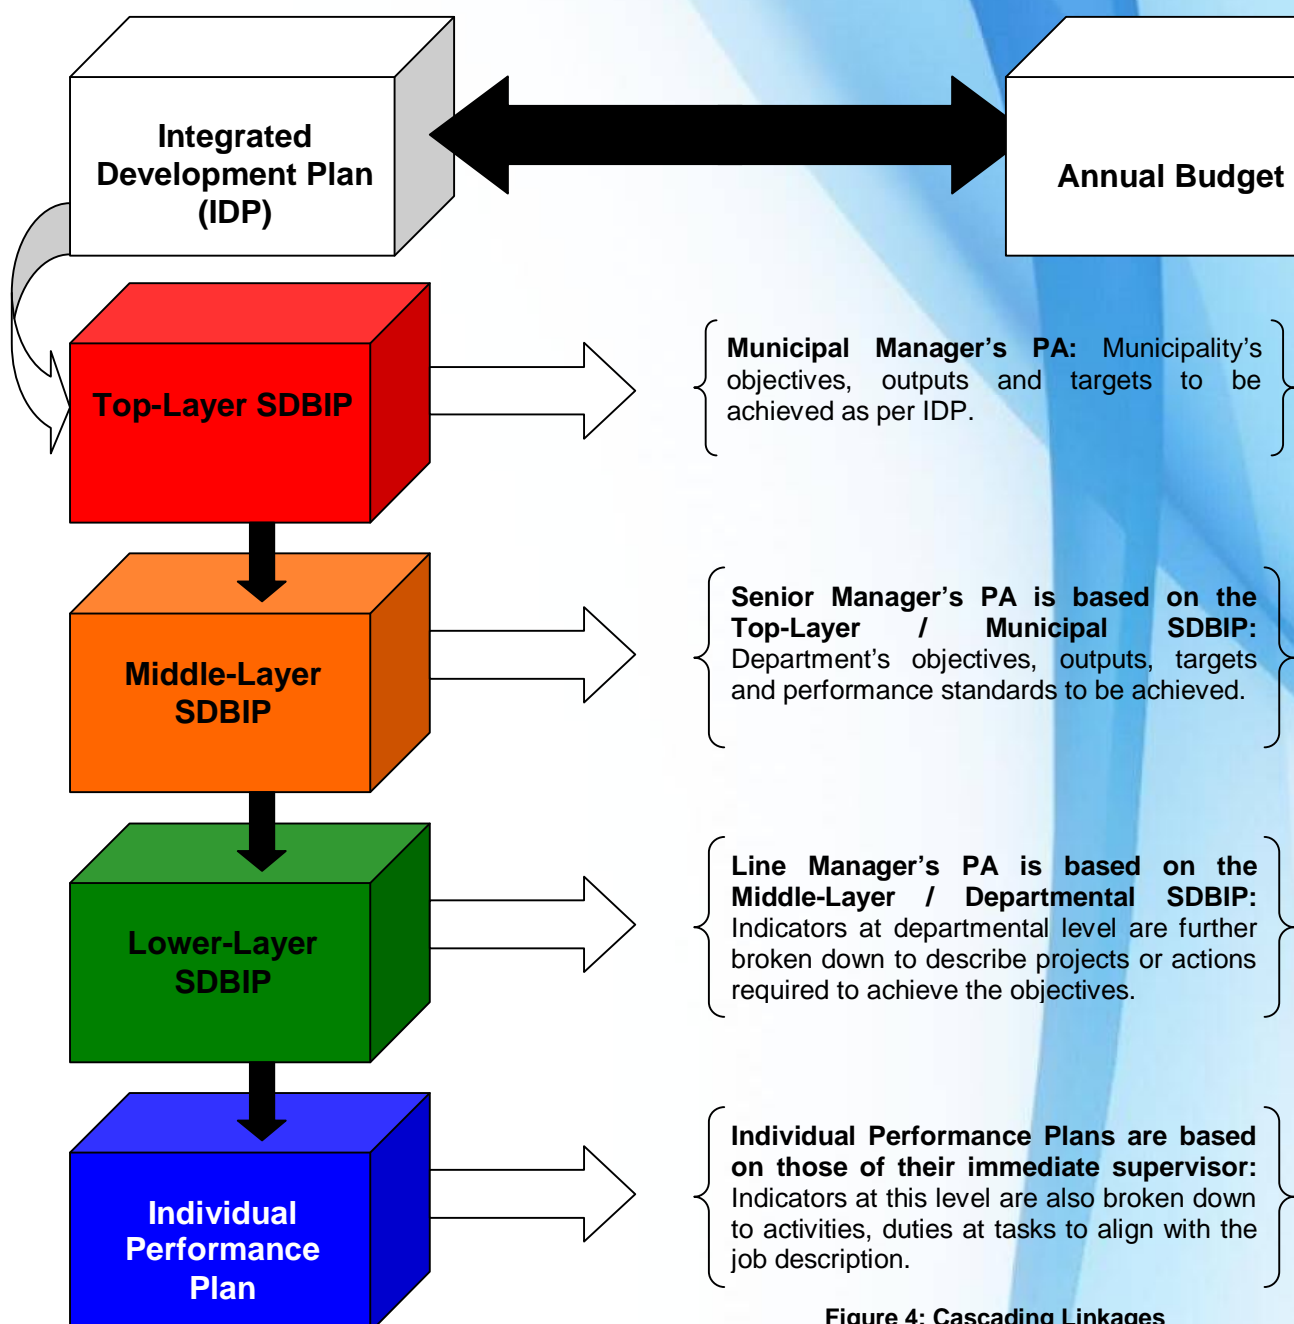 Integrated
Development Plan
(IDP)
Annual Budget
Top-Layer SDBIP
Municipal Manager’s PA: Municipality’s
objectives, outputs and targets to be
achieved as per IDP.
Middle-Layer
SDBIP
Senior Manager’s PA is based on the
Top-Layer / Municipal SDBIP:
Department’s objectives, outputs, targets
and performance standards to be achieved.
Lower-Layer
SDBIP
Line Manager’s PA is based on the
Middle-Layer / Departmental SDBIP:
Indicators at departmental level are further
broken down to describe projects or actions
required to achieve the objectives.
Individual
Performance
Plan
Individual Performance Plans are based
on those of their immediate supervisor:
Indicators at this level are also broken down
to activities, duties at tasks to align with the
job description.
Figure 4: Cascading Linkages